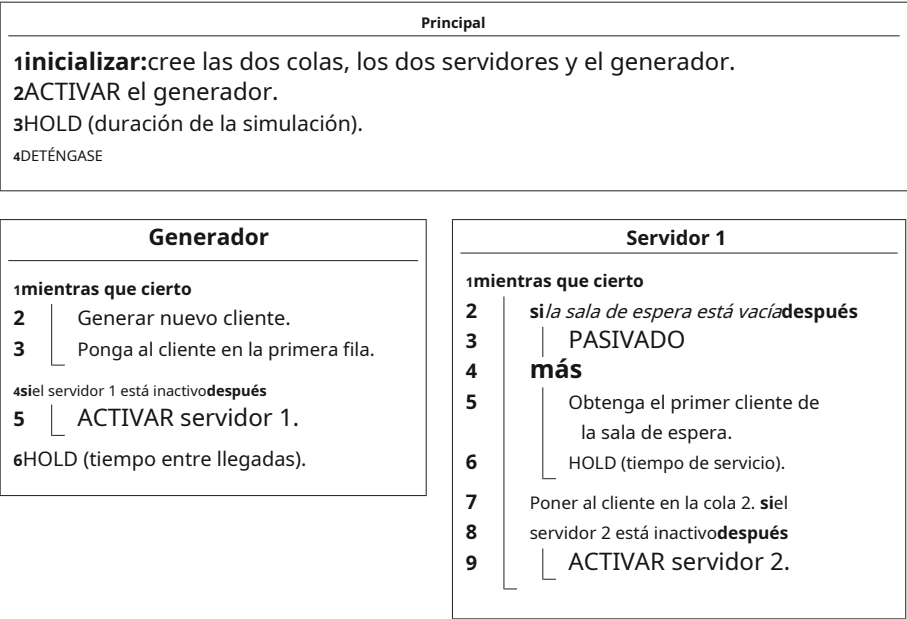 Principal
1inicializar:cree las dos colas, los dos servidores y el generador.
2ACTIVAR el generador.
3HOLD (duración de la simulación).
4DETÉNGASE
Generador
1mientras que cierto
2 Generar nuevo cliente.
3 Ponga al cliente en la primera fila.
4siel servidor 1 está inactivodespués
5 ACTIVAR servidor 1.
6HOLD (tiempo entre llegadas).
Servidor 1
1mientras que cierto
2 sila sala de espera está vacíadespués
3 PASIVADO
4 más
5 Obtenga el primer cliente de
la sala de espera.
6 HOLD (tiempo de servicio).
7 Poner al cliente en la cola 2. siel
8 servidor 2 está inactivodespués
9 ACTIVAR servidor 2.